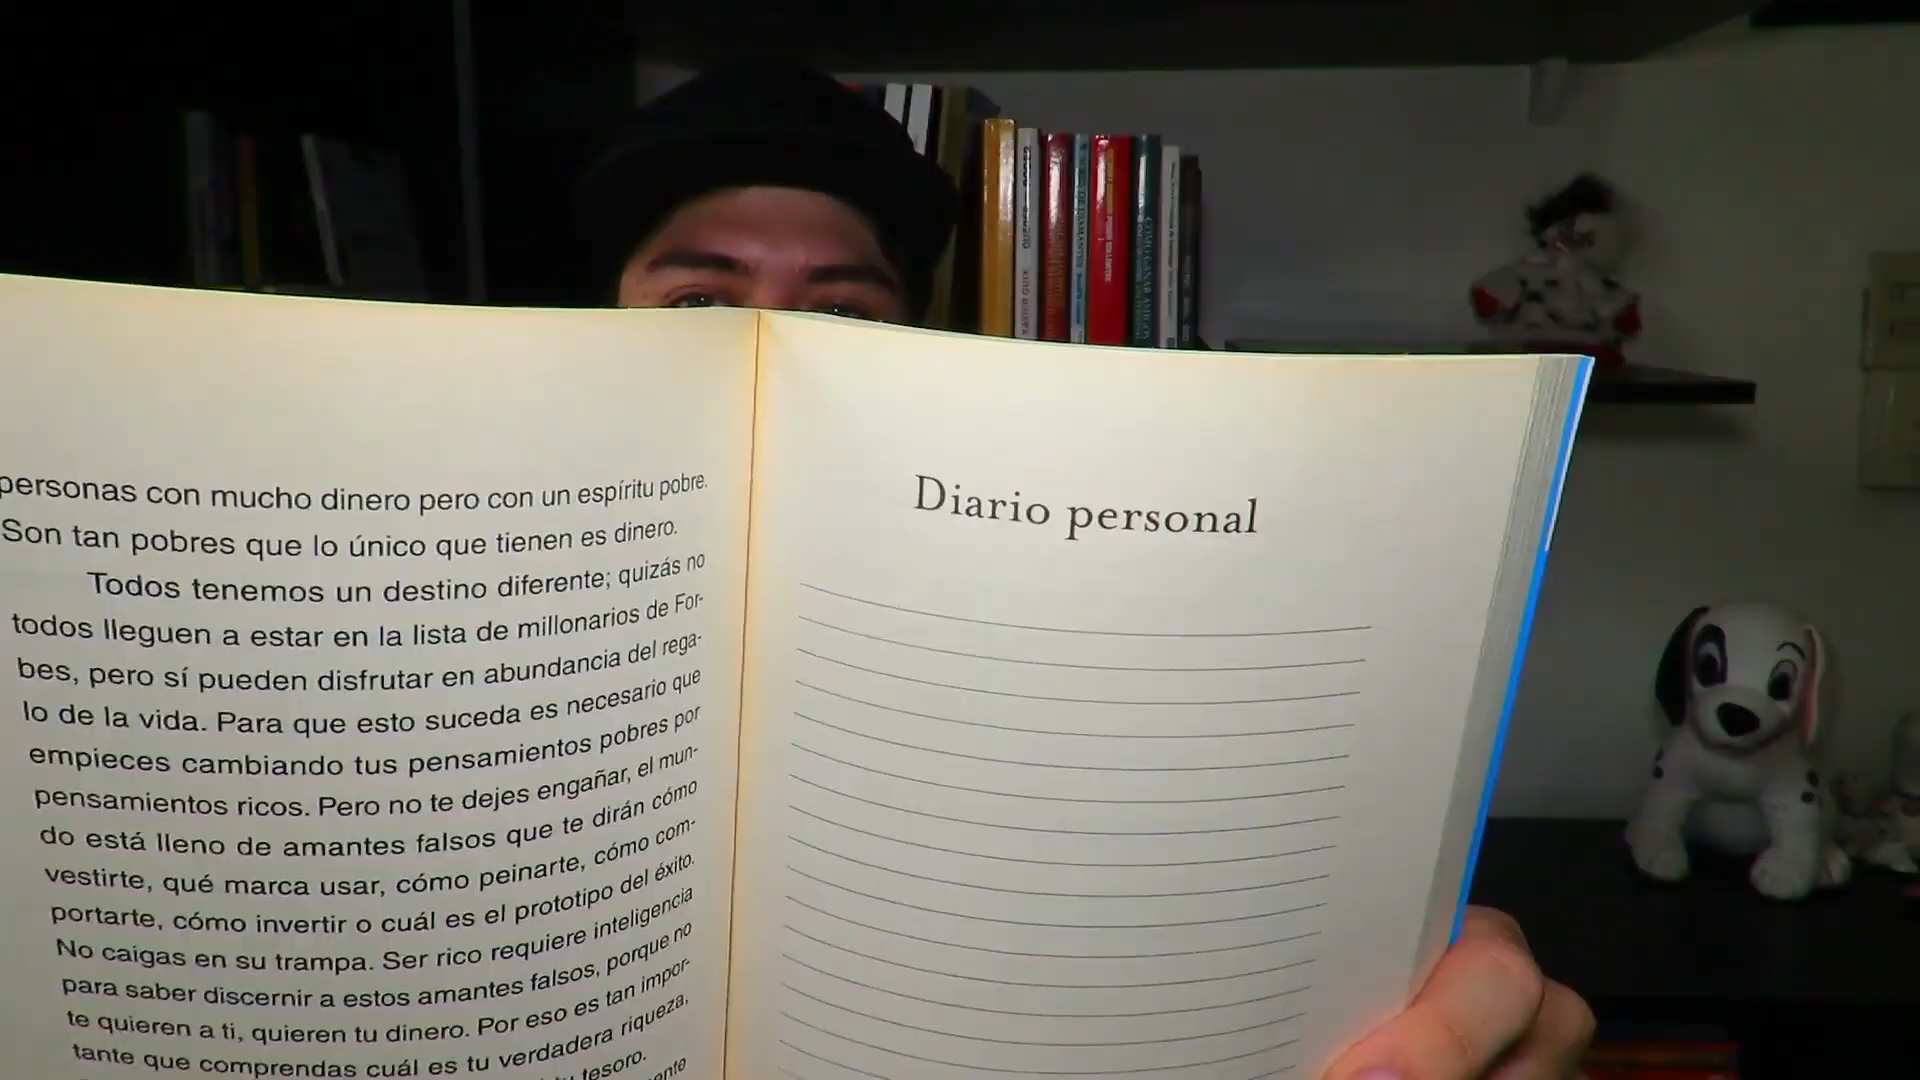 personas con mucho dinero pero con un espíritu pobre.
Son tan pobres que lo único que tienen es dinero.
Todos tenemos un destino diferente; quizás no
todos lleguen a estar en la lista de millonarios de For-
bes, pero sí pueden disfrutar en abundancia del rega-
lo de la vida. Para que esto suceda es necesario que
empieces cambiando tus pensamientos pobres por
pensamientos ricos. Pero no te dejes engañar, el mun-
do está lleno de amantes falsos que te dirán cómo
vestirte, qué marca usar, cómo peinarte, cómo com-
portarte, cómo invertir o cuál es el prototipo del éxito.
No caigas en su trampa. Ser rico requiere inteligencia
para saber discernir a estos amantes falsos, porque no
te quieren a ti, quieren tu dinero. Por eso es tan impor-
tante que comprendas cuál es tu verdadera riqueza,
tesoro.
Diario personal
CÓMO GANAR AMIGOS